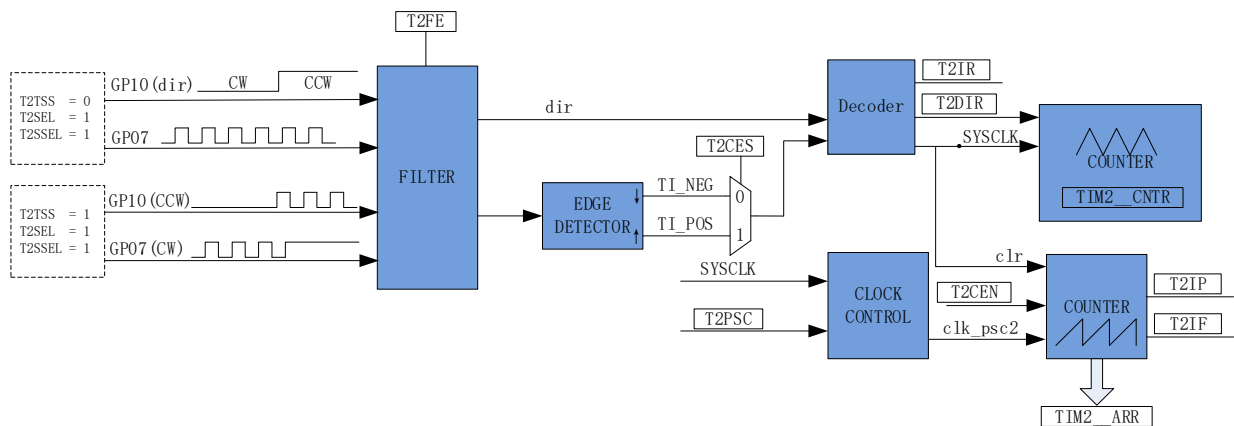 T2FE
T2TSS = 0
T2SEL = 1
T2SSEL = 1
GP10(dir)
CW
CCW
GP07
T2TSS = 1
T2SEL = 1
T2SSEL = 1
GP10(CCW)
GP07(CW)
FILTER
dir
EDGE
DETECTOR
TI_NEG
TI_POS
T2CES
0
1
Decoder
T2IR
T2DIR
SYSCLK
COUNTER
TIM2__CNTR
SYSCLK
T2PSC
CLOCK
CONTROL
clr
T2CEN
clk_psc2
COUNTER
T2IP
T2IF
TIM2__ARR